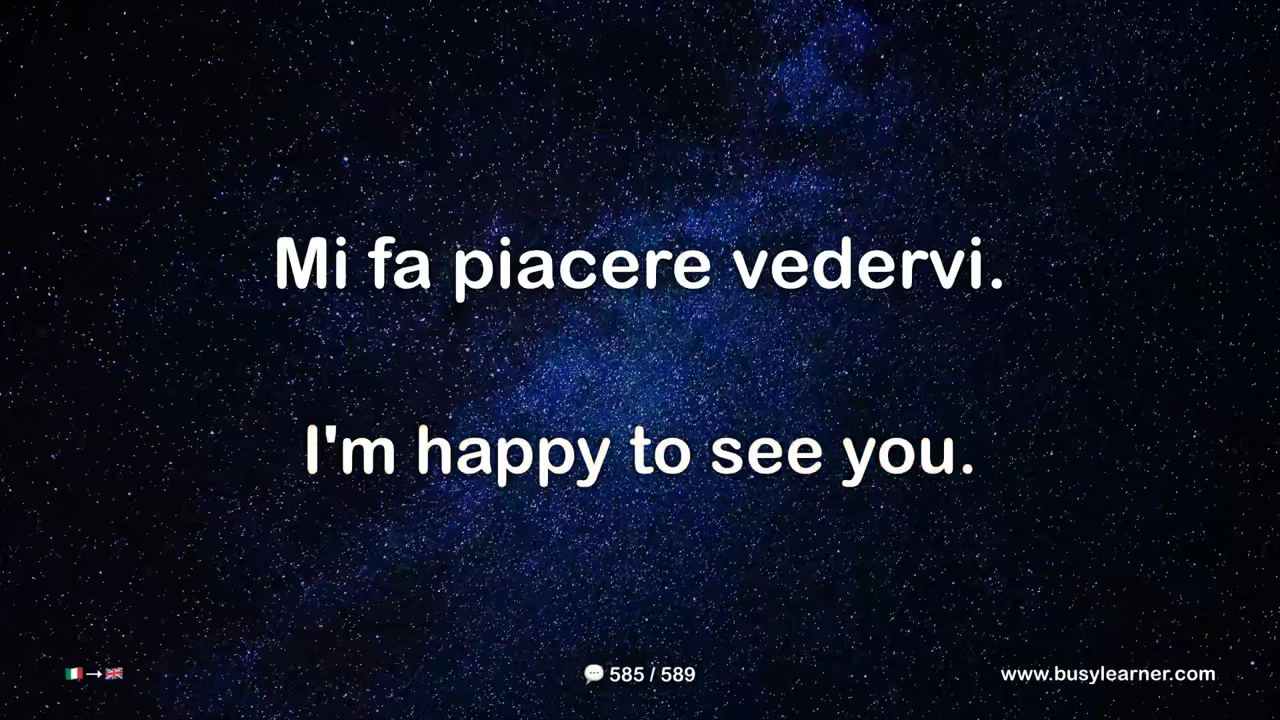 Mi fa piacere vedervi.
I'm happy to see you.
🇮🇹→🇬🇧
💬 585 / 589
www.busylearner.com